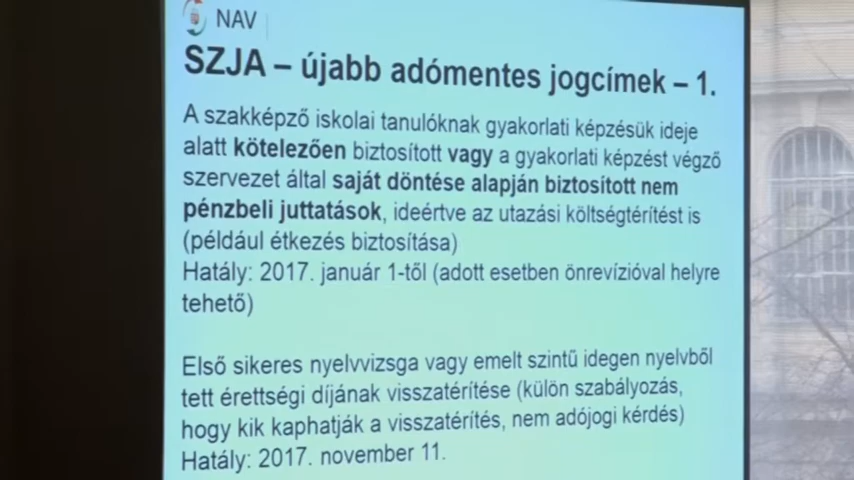 NAV
SZJA – újabb adómentes jogcímek – 1.
A szakképző iskolai tanulóknak gyakorlati képzésük ideje
alatt kötelezően biztosított vagy a gyakorlati képzést végző
szervezet által saját döntése alapján biztosított nem
pénzbeli juttatások, ideértve az utazási költségtérítést is
(például étkezés biztosítása)
Hatály: 2017. január 1-től (adott esetben önrevízióval helyre
tehető)
Első sikeres nyelvvizsga vagy emelt szintű idegen nyelvből
tett érettségi díjának visszatérítése (külön szabályozás,
hogy kik kaphatják a visszatérítés, nem adójogi kérdés)
Hatály: 2017. november 11.